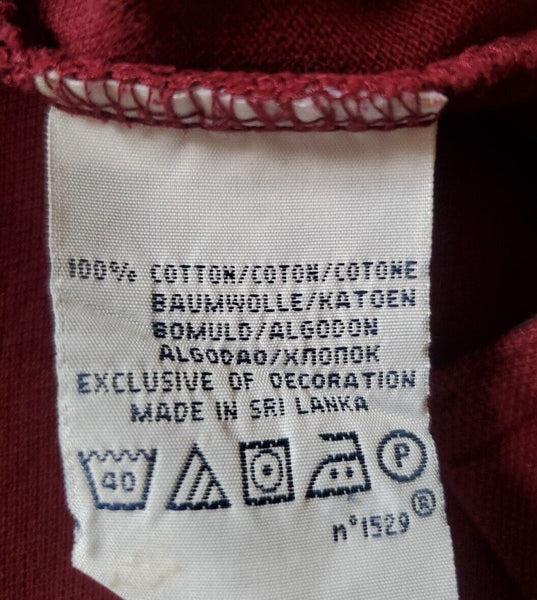 100% COTTON/COTON/COTONE
BAUMWOLLE/KATOEN
BOMULD/ALGODON
ALGODAO/ХЛОПОК
EXCLUSIVE OF DECORATION
MADE IN SRI LANKA
40 P
n°1529 ®